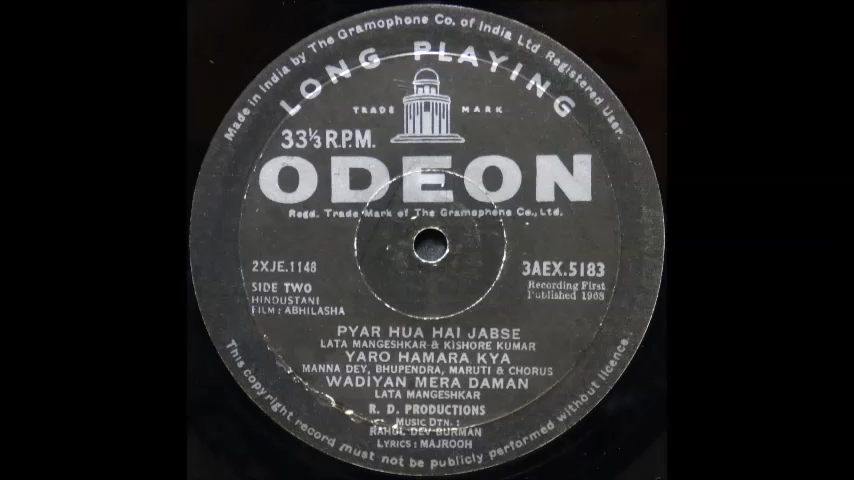 Made in India by The Gramophone Co. of India Ltd Registered User.
LONG PLAYING
TRADE MARK
33⅓ R.P.M.
ODEON
Regd. Trade Mark of The Gramophone Co., Ltd.
2XJE.1148
3AEX.5183
SIDE TWO
Recording First
Published 1968
HINDUSTANI
FILM : ABHILASHA
PYAR HUA HAI JABSE
LATA MANGESHKAR & KISHORE KUMAR
YARO HAMARA KYA
MANNA DEY, BHUPENDRA, MARUTI & CHORUS
WADIYAN MERA DAMAN
LATA MANGESHKAR
R. D. PRODUCTIONS
MUSIC DTN. :
RAHUL DEV BURMAN
LYRICS : MAJROOH
This copyright record must not be publicly performed without licence.